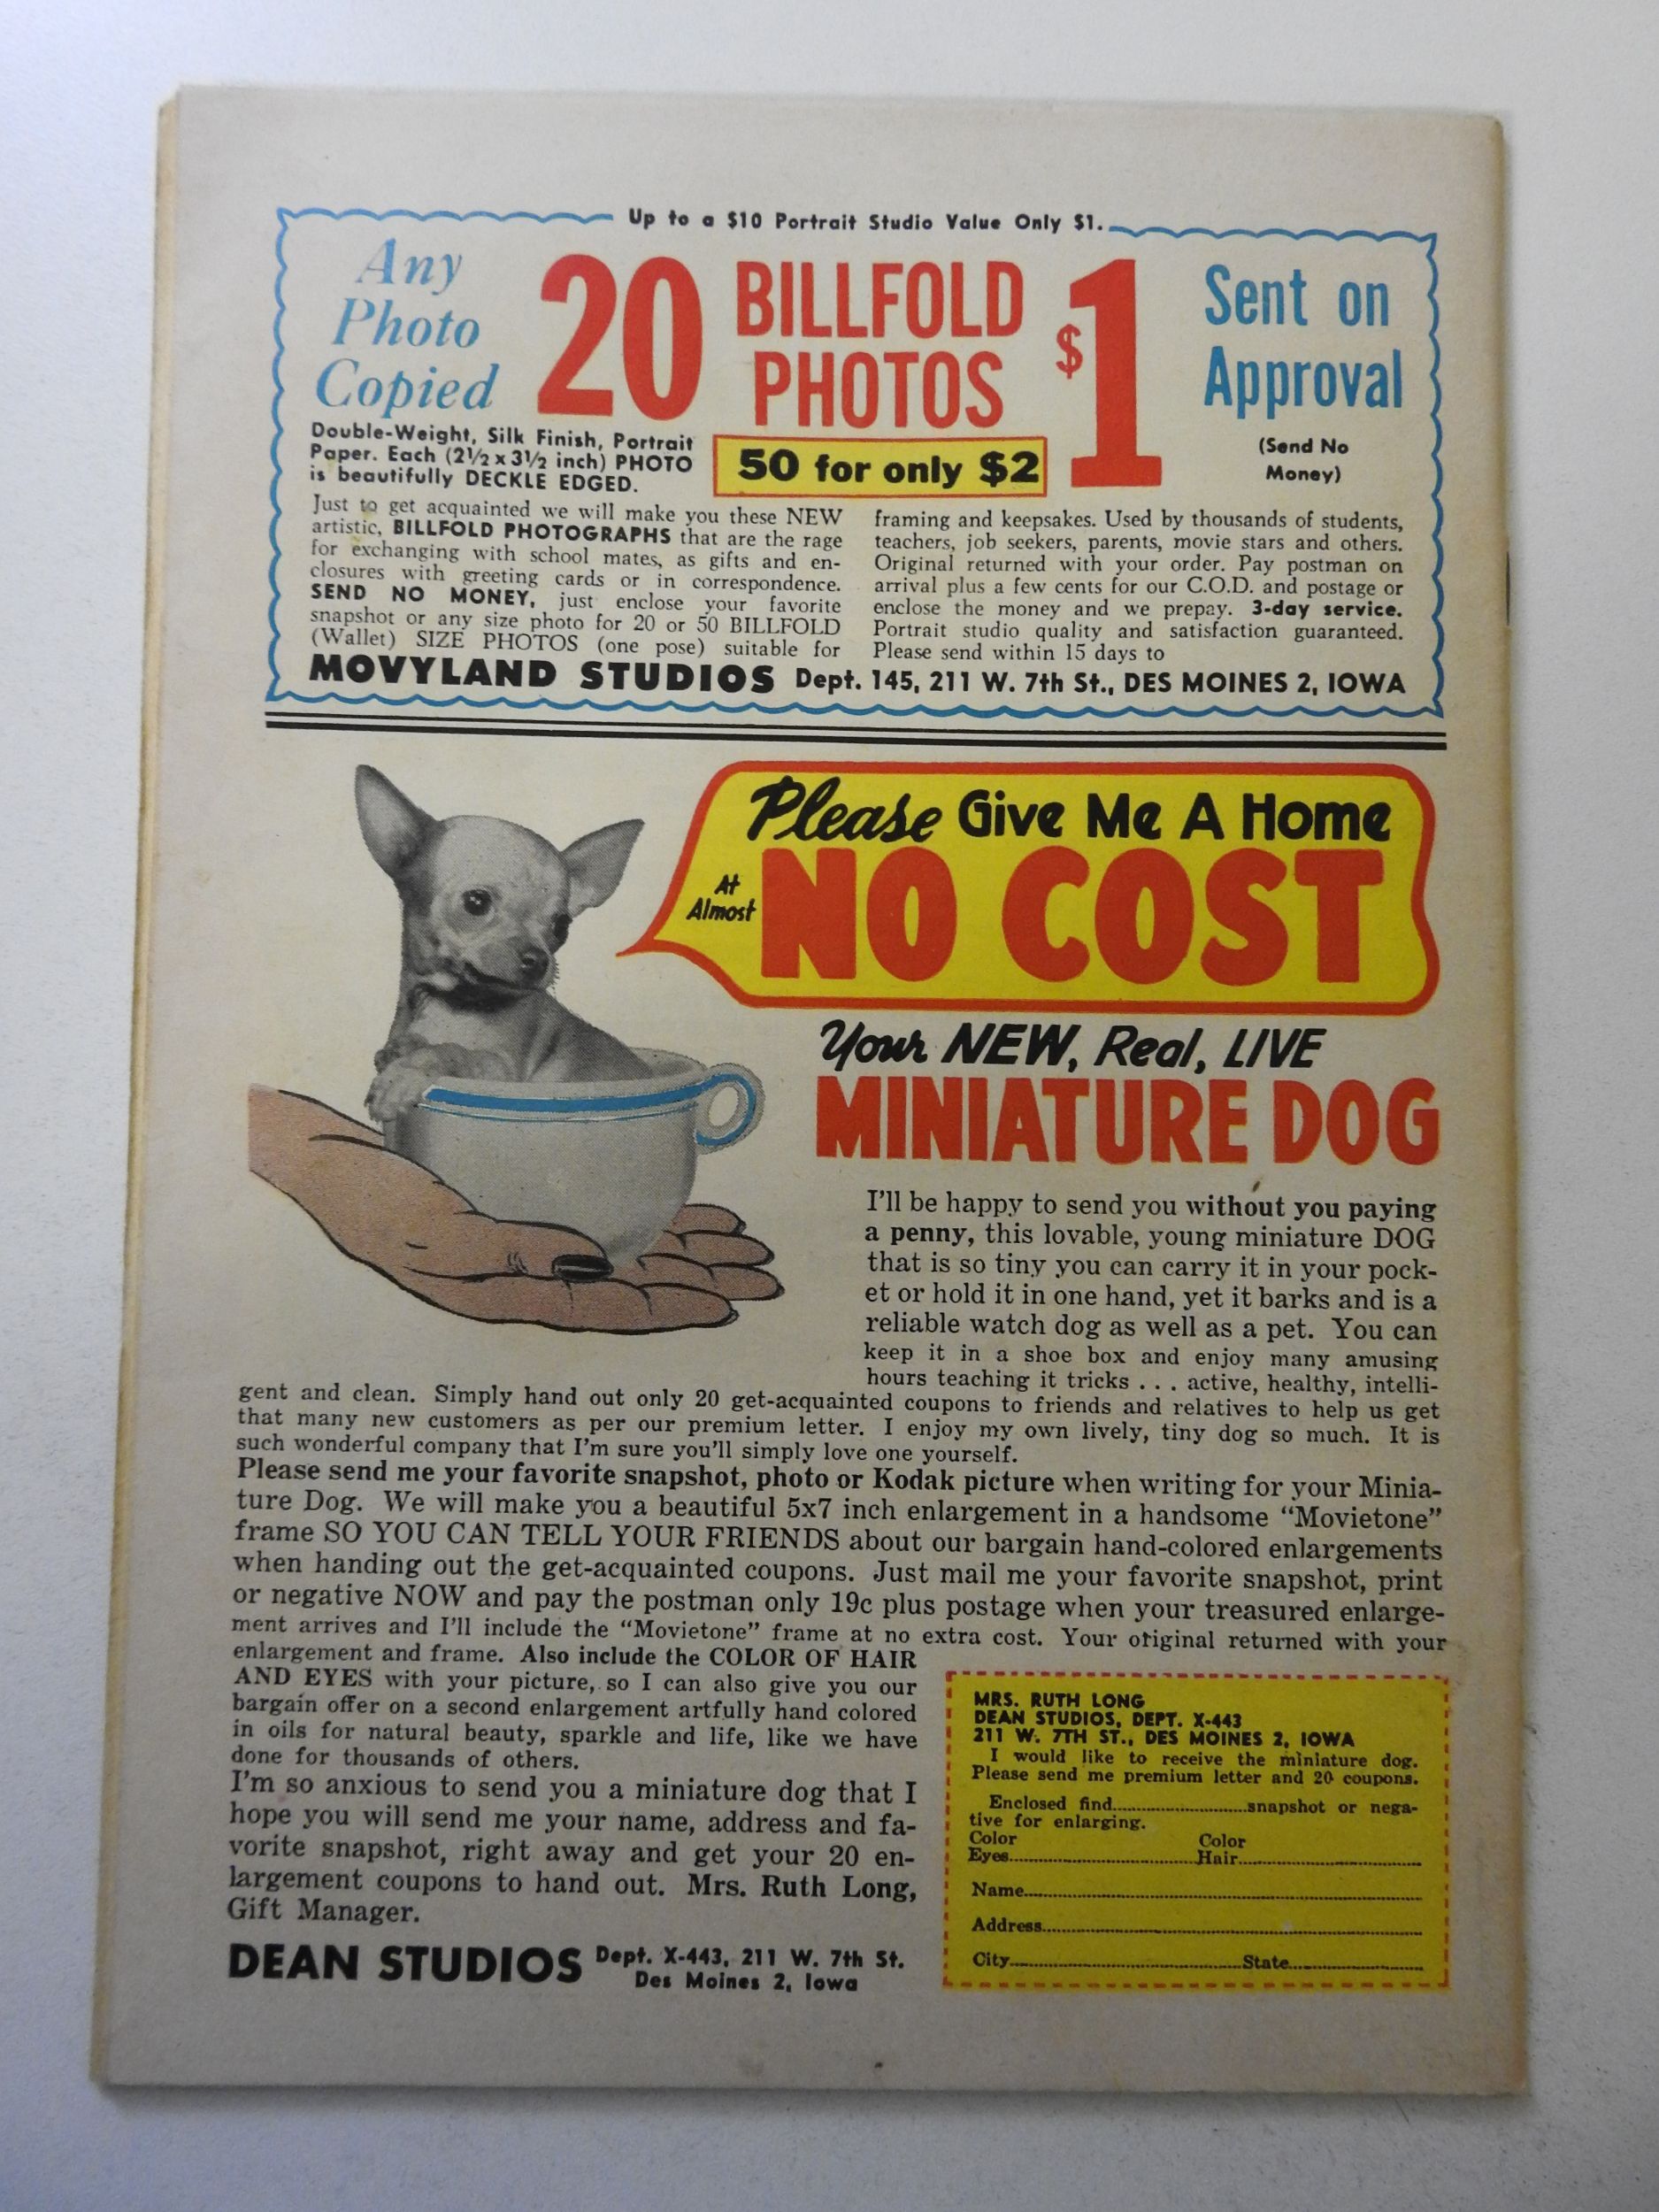 Up to a $10 Portrait Studio Value Only $1.
Any
Photo
Copied
20
BILLFOLD
PHOTOS
$1
Sent on
Approval
(Send No
Money)
50 for only $2
Double-Weight, Silk Finish, Portrait
Paper. Each (2½ x 3½ inch) PHOTO
is beautifully DECKLE EDGED.
Just to get acquainted we will make you these NEW
artistic, BILLFOLD PHOTOGRAPHS that are the rage
for exchanging with school mates, as gifts and en-
closures with greeting cards or in correspondence.
SEND NO MONEY, just enclose your favorite
snapshot or any size photo for 20 or 50 BILLFOLD
(Wallet) SIZE PHOTOS (one pose) suitable for
framing and keepsakes. Used by thousands of students,
teachers, job seekers, parents, movie stars and others.
Original returned with your order. Pay postman on
arrival plus a few cents for our C.O.D. and postage or
enclose the money and we prepay. 3-day service.
Portrait studio quality and satisfaction guaranteed.
Please send within 15 days to
MOVYLAND STUDIOS Dept. 145, 211 W. 7th St., DES MOINES 2, IOWA
Please Give Me A Home
At
Almost
NO COST
Your NEW, Real, LIVE
MINIATURE DOG
I'll be happy to send you without you paying
a penny, this lovable, young miniature DOG
that is so tiny you can carry it in your pock-
et or hold it in one hand, yet it barks and is a
reliable watch dog as well as a pet. You can
keep it in a shoe box and enjoy many amusing
hours teaching it tricks . . . active, healthy, intelli-
gent and clean. Simply hand out only 20 get-acquainted coupons to friends and relatives to help us get
that many new customers as per our premium letter. I enjoy my own lively, tiny dog so much. It is
such wonderful company that I'm sure you'll simply love one yourself.
Please send me your favorite snapshot, photo or Kodak picture when writing for your Minia-
ture Dog. We will make you a beautiful 5x7 inch enlargement in a handsome "Movietone"
frame SO YOU CAN TELL YOUR FRIENDS about our bargain hand-colored enlargements
when handing out the get-acquainted coupons. Just mail me your favorite snapshot, print
or negative NOW and pay the postman only 19c plus postage when your treasured enlarge-
ment arrives and I'll include the "Movietone" frame at no extra cost. Your original returned with your
enlargement and frame. Also include the COLOR OF HAIR
AND EYES with your picture, so I can also give you our
bargain offer on a second enlargement artfully hand colored
in oils for natural beauty, sparkle and life, like we have
done for thousands of others.
I'm so anxious to send you a miniature dog that I
hope you will send me your name, address and fa-
vorite snapshot, right away and get your 20 en-
largement coupons to hand out. Mrs. Ruth Long,
Gift Manager.
DEAN STUDIOS Dept. X-443, 211 W. 7th St.
Des Moines 2, Iowa
MRS. RUTH LONG
DEAN STUDIOS, DEPT. X-443
211 W. 7TH ST., DES MOINES 2, IOWA
I would like to receive the miniature dog.
Please send me premium letter and 20 coupons.
Enclosed find..............................snapshot or nega-
tive for enlarging.
Color Color
Eyes..............................Hair..............................
Name..............................
Address..............................
City..............................State..............................